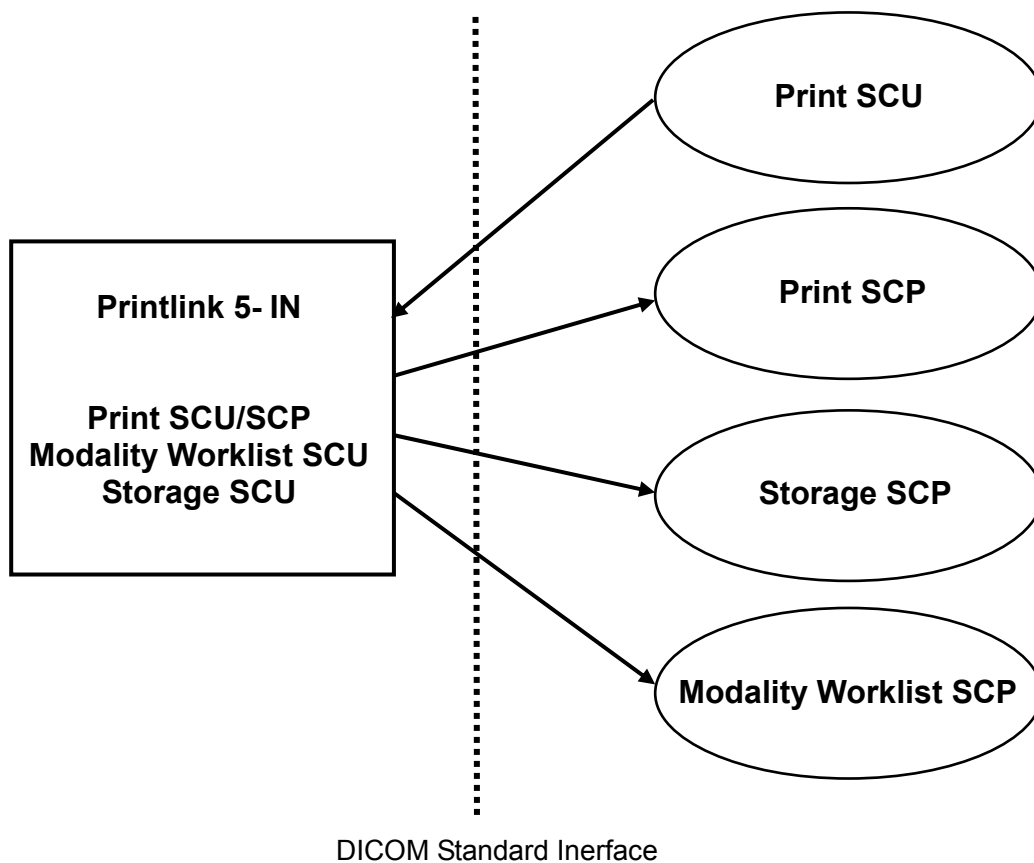 Print SCU
Print SCP
Printlink 5- IN
Print SCU/SCP
Modality Worklist SCU
Storage SCU
Storage SCP
Modality Worklist SCP
DICOM Standard Inerface